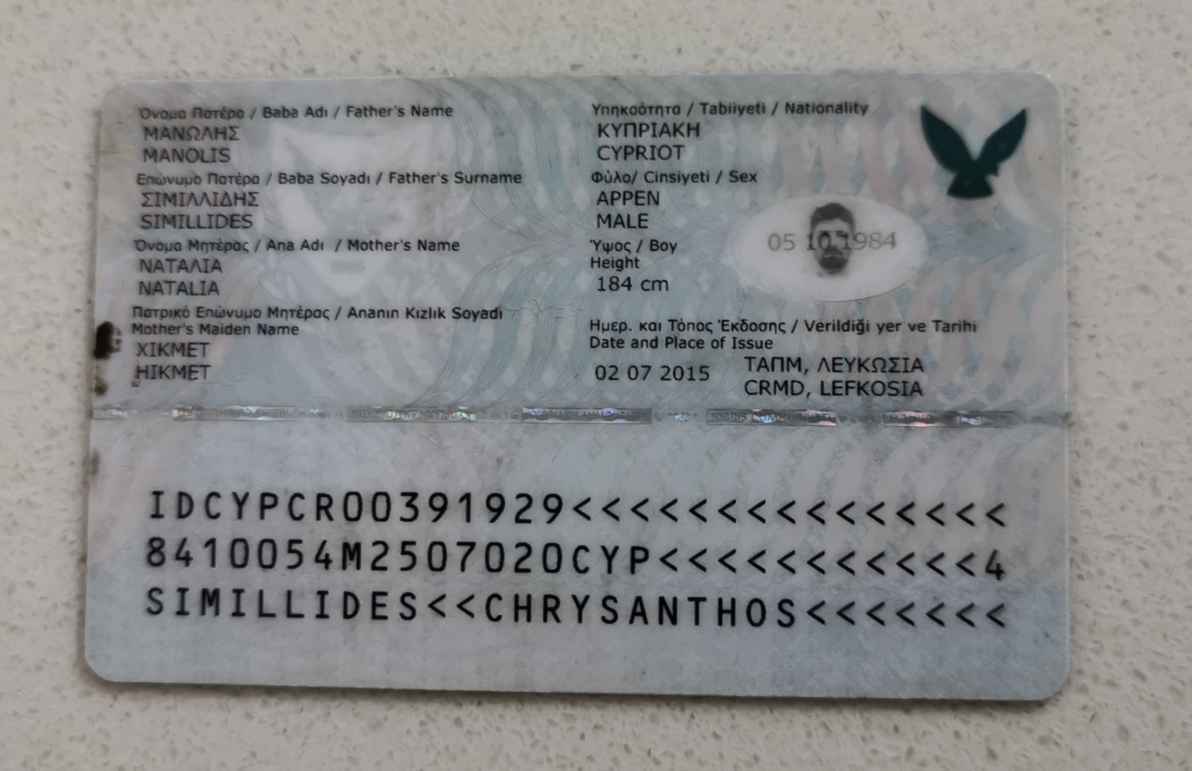 Όνομα Πατέρα / Baba Adı / Father's Name
ΜΑΝΩΛΗΣ
MANOLIS
Επώνυμο Πατέρα / Baba Soyadı / Father's Surname
ΣΙΜΙΛΛΙΔΗΣ
SIMILLIDES
Όνομα Μητέρας / Ana Adı / Mother's Name
ΝΑΤΑΛΙΑ
NATALIA
Πατρικό Επώνυμο Μητέρας / Ananın Kızlık Soyadı
Mother's Maiden Name
ΧΙΚΜΕΤ
HIKMET
Υπηκοότητα / Tabiiyeti / Nationality
ΚΥΠΡΙΑΚΗ
CYPRIOT
Φύλο/ Cinsiyeti / Sex
ΑΡΡΕΝ
MALE
Ύψος / Boy
Height
184 cm
05 10 1984
Ημερ. και Τόπος Έκδοσης / Verildiği yer ve Tarihi
Date and Place of Issue
02 07 2015
ΤΑΠΜ, ΛΕΥΚΩΣΙΑ
CRMD, LEFKOSIA
IDCYPCR00391929<<<<<<<<<<<<<<<
8410054M2507020CYP<<<<<<<<<<<4
SIMILLIDES<<CHRYSANTHOS<<<<<<<